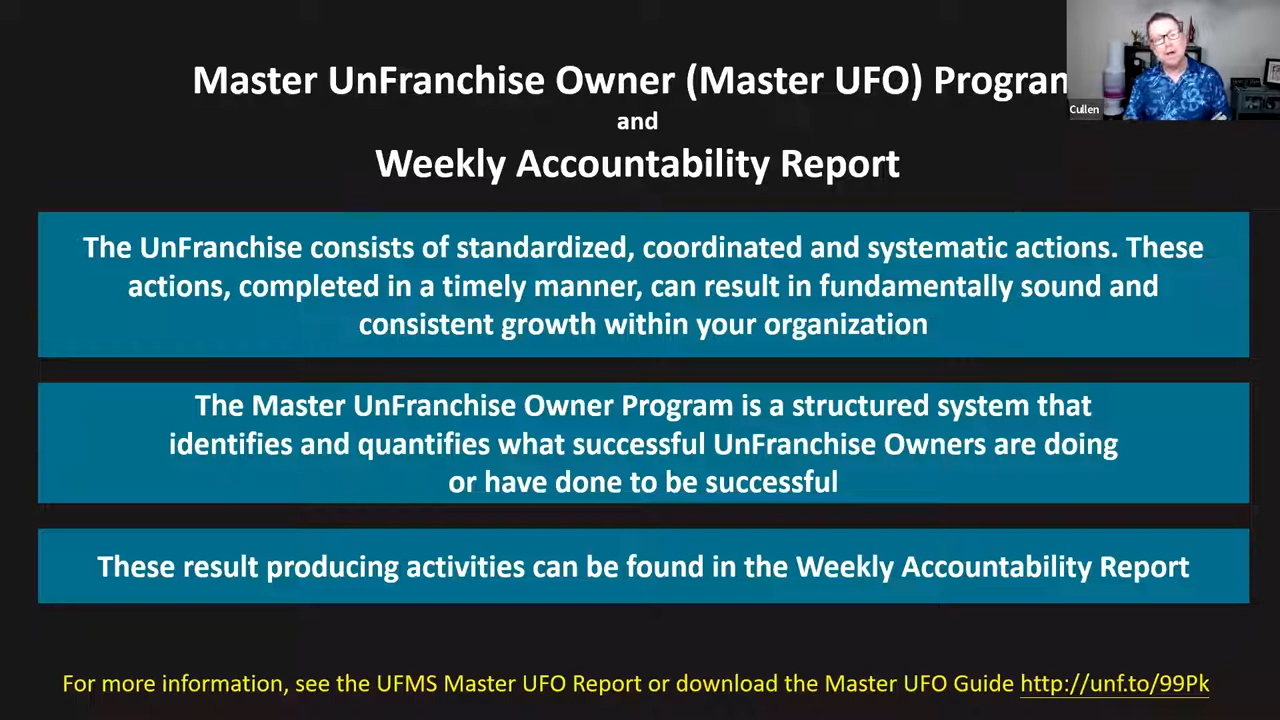 Master UnFranchise Owner (Master UFO) Program
and
Weekly Accountability Report
Cullen
The UnFranchise consists of standardized, coordinated and systematic actions. These
actions, completed in a timely manner, can result in fundamentally sound and
consistent growth within your organization
The Master UnFranchise Owner Program is a structured system that
identifies and quantifies what successful UnFranchise Owners are doing
or have done to be successful
These result producing activities can be found in the Weekly Accountability Report
For more information, see the UFMS Master UFO Report or download the Master UFO Guide http://unf.to/99Pk